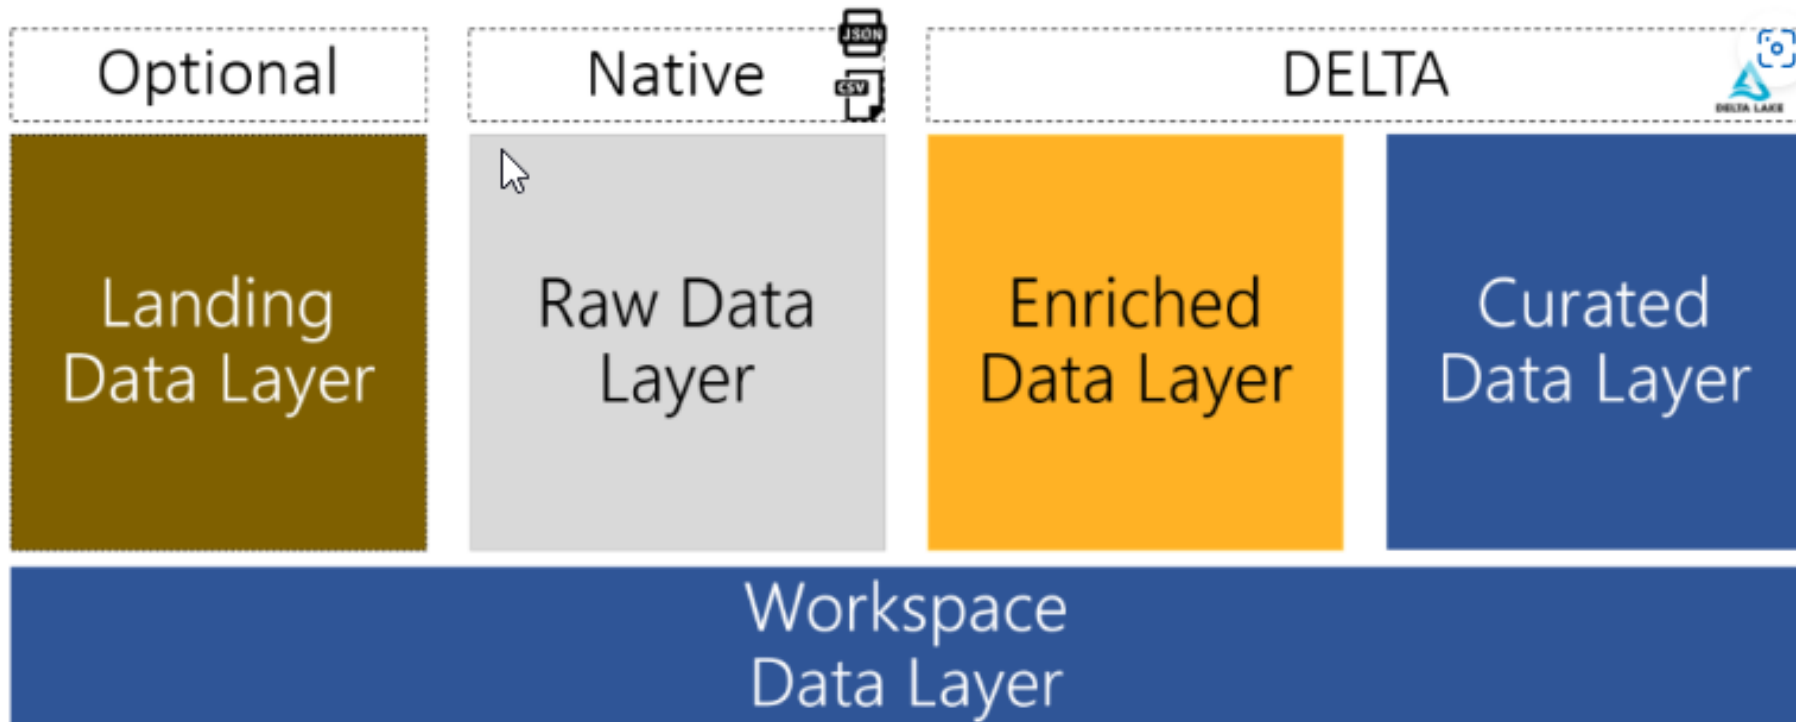 Optional
Native
JSON
CSV
DELTA
DELTA LAKE
Landing
Data Layer
Raw Data
Layer
Enriched
Data Layer
Curated
Data Layer
Workspace
Data Layer